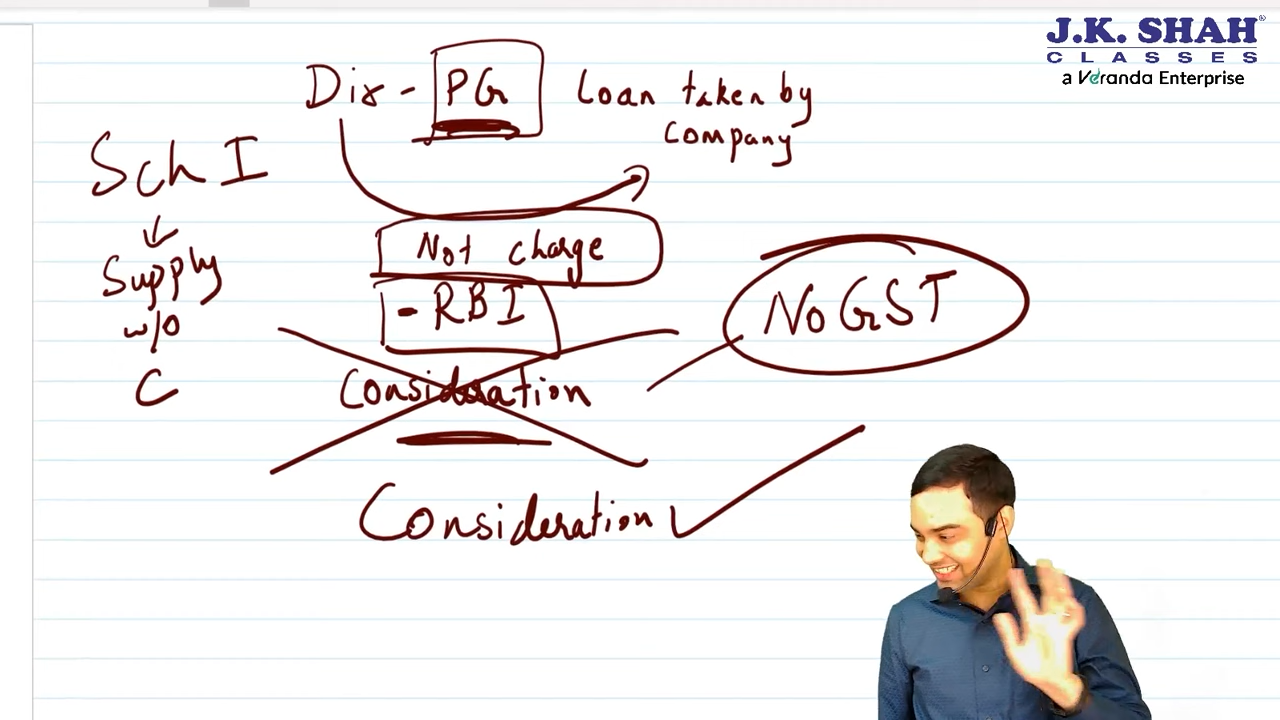 J.K. SHAH
CLASSES
a Veranda Enterprise
Dir - PG Loan taken by
company
Sch I
↓
Supply
w/o
C
Not charge
- RBI
No GST
Consideration
Consideration ✓